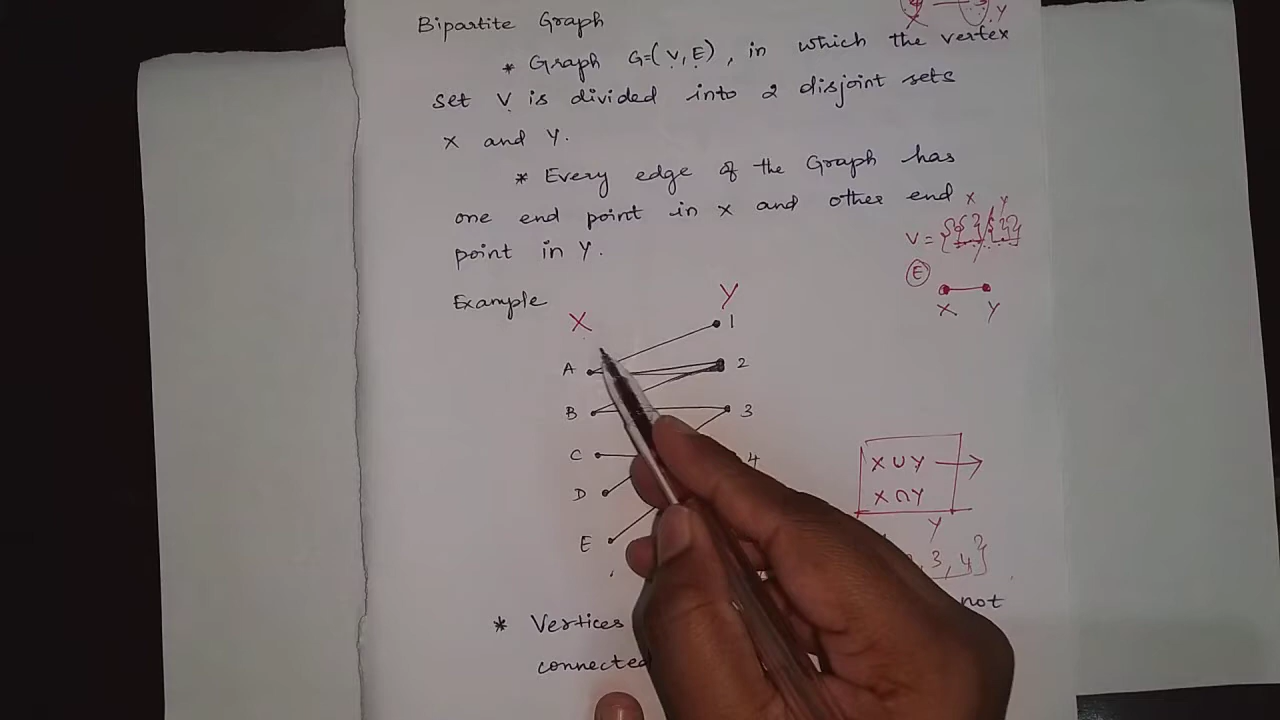 Bipartite Graph
X Y
* Graph G=(V,E), in which the vertex
set V is divided into 2 disjoint sets
X and Y.
* Every edge of the Graph has
one end point in X and other end
point in Y.
X Y
V =
E
X Y
Example
X Y
A 1
2
B 3
C 4
D
E
X ∪ Y →
X ∩ Y
Y
, 3, 4}
* Vertices not
connected